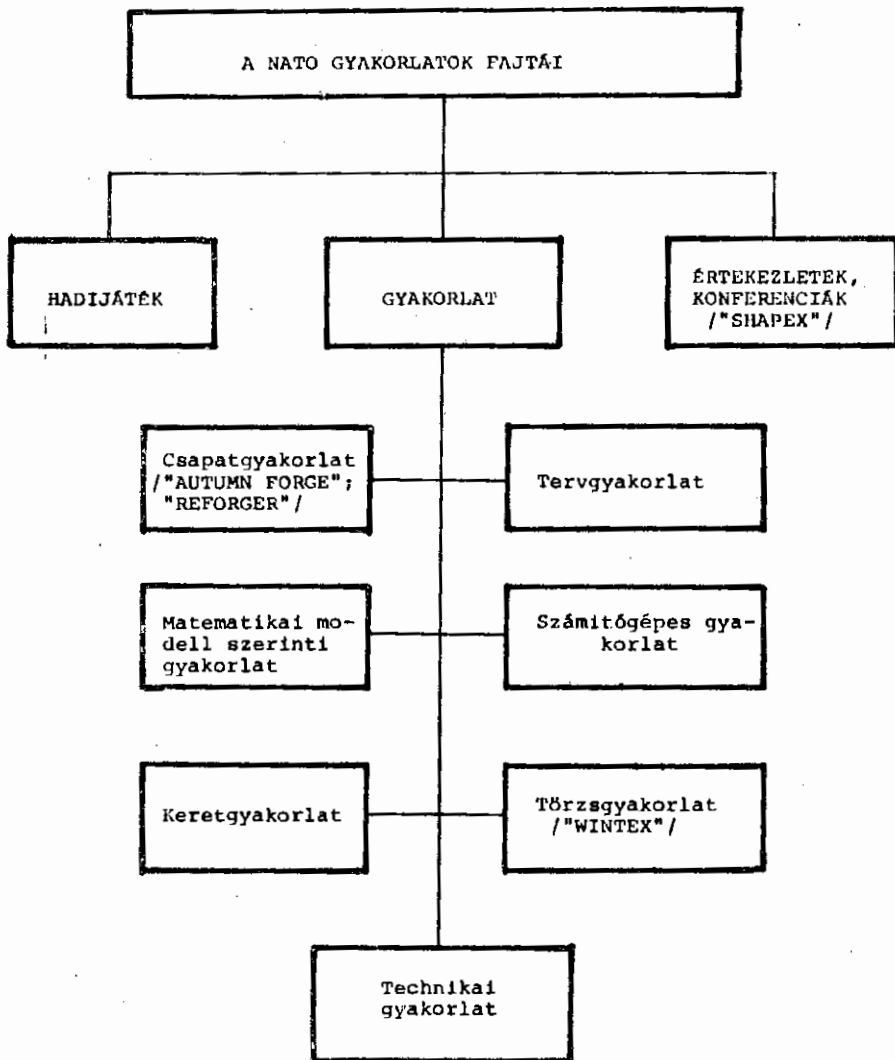 A NATO GYAKORLATOK FAJTÁI
HADIJÁTÉK
GYAKORLAT
ÉRTEKEZLETEK,
KONFERENCIÁK
/"SHAPEX"/
Csapatgyakorlat
/"AUTUMN FORGE";
"REFORGER"/
Tervgyakorlat
Matematikai mo-
dell szerinti
gyakorlat
Számitógépes gya-
korlat
Keretgyakorlat
Törzsgyakorlat
/"WINTEX"/
Technikai
gyakorlat